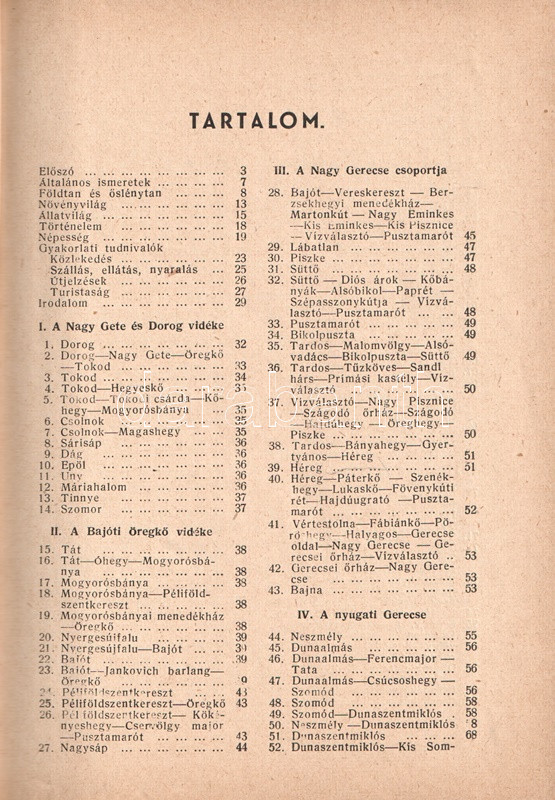 TARTALOM.
Előszó ... ... ... ... ... ... ... ... 3
Általános ismeretek ... ... ... ... 7
Földtan és őslénytan ... ... ... 8
Növényvilág ... ... ... ... ... ... 13
Állatvilág ... ... ... ... ... ... ... 15
Történelem ... ... ... ... ... ... 18
Népesség ... ... ... ... ... ... ... 19
Gyakorlati tudnivalók
Közlekedés ... ... ... ... ... ... 23
Szállás, ellátás, nyaralás ... ... 25
Útjelzések ... ... ... ... ... ... 26
Turistaság ... ... ... ... ... ... 27
Irodalom ... ... ... ... ... ... ... 29
I. A Nagy Gete és Dorog vidéke
1. Dorog ... ... ... ... ... ... ... 32
2. Dorog—Nagy Gete—Öregkő
—Tokod ... ... ... ... ... ... 33
3. Tokod ... ... ... ... ... ... ... 34
4. Tokod—Hegyeskő ... ... ... 35
5. Tokod—Tokodi csárda—Kő-
hegy—Mogyorósbánya ... ... 35
6. Csolnok ... ... ... ... ... ... 35
7. Csolnok—Magashegy ... ... 35
8. Sárisáp ... ... ... ... ... ... 36
9. Dág ... ... ... ... ... ... ... 36
10. Epöl ... ... ... ... ... ... ... 36
11. Uny ... ... ... ... ... ... ... 36
12. Máriahalom ... ... ... ... ... 36
13. Tinnye ... ... ... ... ... ... 37
14. Szomor ... ... ... ... ... ... 37
II. A Bajóti Öregkő vidéke
15. Tát ... ... ... ... ... ... ... 38
16. Tát—Őhegy—Mogyorósbá-
nya ... ... ... ... ... ... ... 38
17. Mogyorósbánya ... ... ... ... 38
18. Mogyorósbánya—Péliföld-
szentkereszt ... ... ... ... ... 38
19. Mogyorósbányai menedékház
—Öregkő ... ... ... ... ... ... 38
20. Nyergesújfalu ... ... ... ... 39
21. Nyergesújfalu—Bajót ... ... 39
22. Bajót ... ... ... ... ... ... ... 39
23. Bajót—Jankovich barlang—
Öregkő ... ... ... ... ... ...
24. Péliföldszentkereszt ... ... ... 43
25. Péliföldszentkereszt—Öregkő 43
26. Péliföldszentkereszt— Köké-
nyeshegy—Cservölgy major
—Pusztamarót ... ... ... ... 43
27. Nagysáp ... ... ... ... ... ... 44
III. A Nagy Gerecse csoportja
28. Bajót—Vereskereszt — Ber-
zsekhegyi menedékház—
Martonkút — Nagy Eminkes
—Kis Eminkes—Kis Pisznice
—Vízválasztó—Pusztamarót 45
29. Lábatlan ... ... ... ... ... ... 47
30. Piszke ... ... ... ... ... ... ... 47
31. Süttő ... ... ... ... ... ... ... 48
32. Süttő — Diós árok — Kőbá-
nyák—Alsóbikol—Paprét —
Szépasszonykútja — Vízvá-
lasztó—Pusztamarót ... ... ... 48
33. Pusztamarót ... ... ... ... ... 49
34. Bikolpuszta ... ... ... ... ... 49
35. Tardos—Malomvölgy—Alsó-
vadács—Bikolpuszta—Süttő 49
36. Tardos—Tűzköves—Sandl
hárs—Prímási kastély—Víz-
választó ... ... ... ... ... ... 50
37. Vízválasztó—Nagy Pisznice
—Szágodó őrház—Szágodó
—Hajdúhegy — Öreghegy—
Piszke ... ... ... ... ... ... ... 50
38. Tardos—Bányahegy—Gyer-
tyános—Héreg ... ... ... ... 51
39. Héreg ... ... ... ... ... ... ... 51
40. Héreg—Páterkő — Szenék-
hegy—Lukaskő—Fövenykúti
rét—Hajdúugrató —Puszta-
marót ... ... ... ... ... ... ... 52
41. Vértestolna—Fábiánkő—Pö-
röshegy—Halyagos—Gerecse
oldal—Nagy Gerecse — Ge-
recsei őrház—Vízválasztó .. 53
42. Gerecsei őrház—Nagy Gere-
cse ... ... ... ... ... ... ... 53
43. Bajna ... ... ... ... ... ... ... 53
IV. A nyugati Gerecse
44. Neszmély ... ... ... ... ... ... 55
45. Dunaalmás ... ... ... ... ... 56
46. Dunaalmás—Ferencmajor —
Tata ... ... ... ... ... ... ... 56
47. Dunaalmás—Csúcsoshegy —
Szomód ... ... ... ... ... ... 56
48. Szomód ... ... ... ... ... ... 58
49. Szomód—Dunaszentmiklós ... 58
50. Neszmély —Dunaszentmiklós 8
51. Dunaszentmiklós ... ... ... ... 68
52. Dunaszentmiklós—Kis Som-